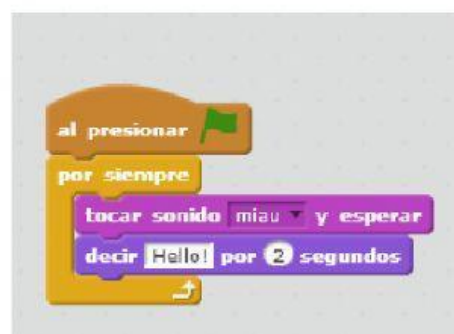 al presionar
por siempre
tocar sonido miau y esperar
decir Hello! por 2 segundos